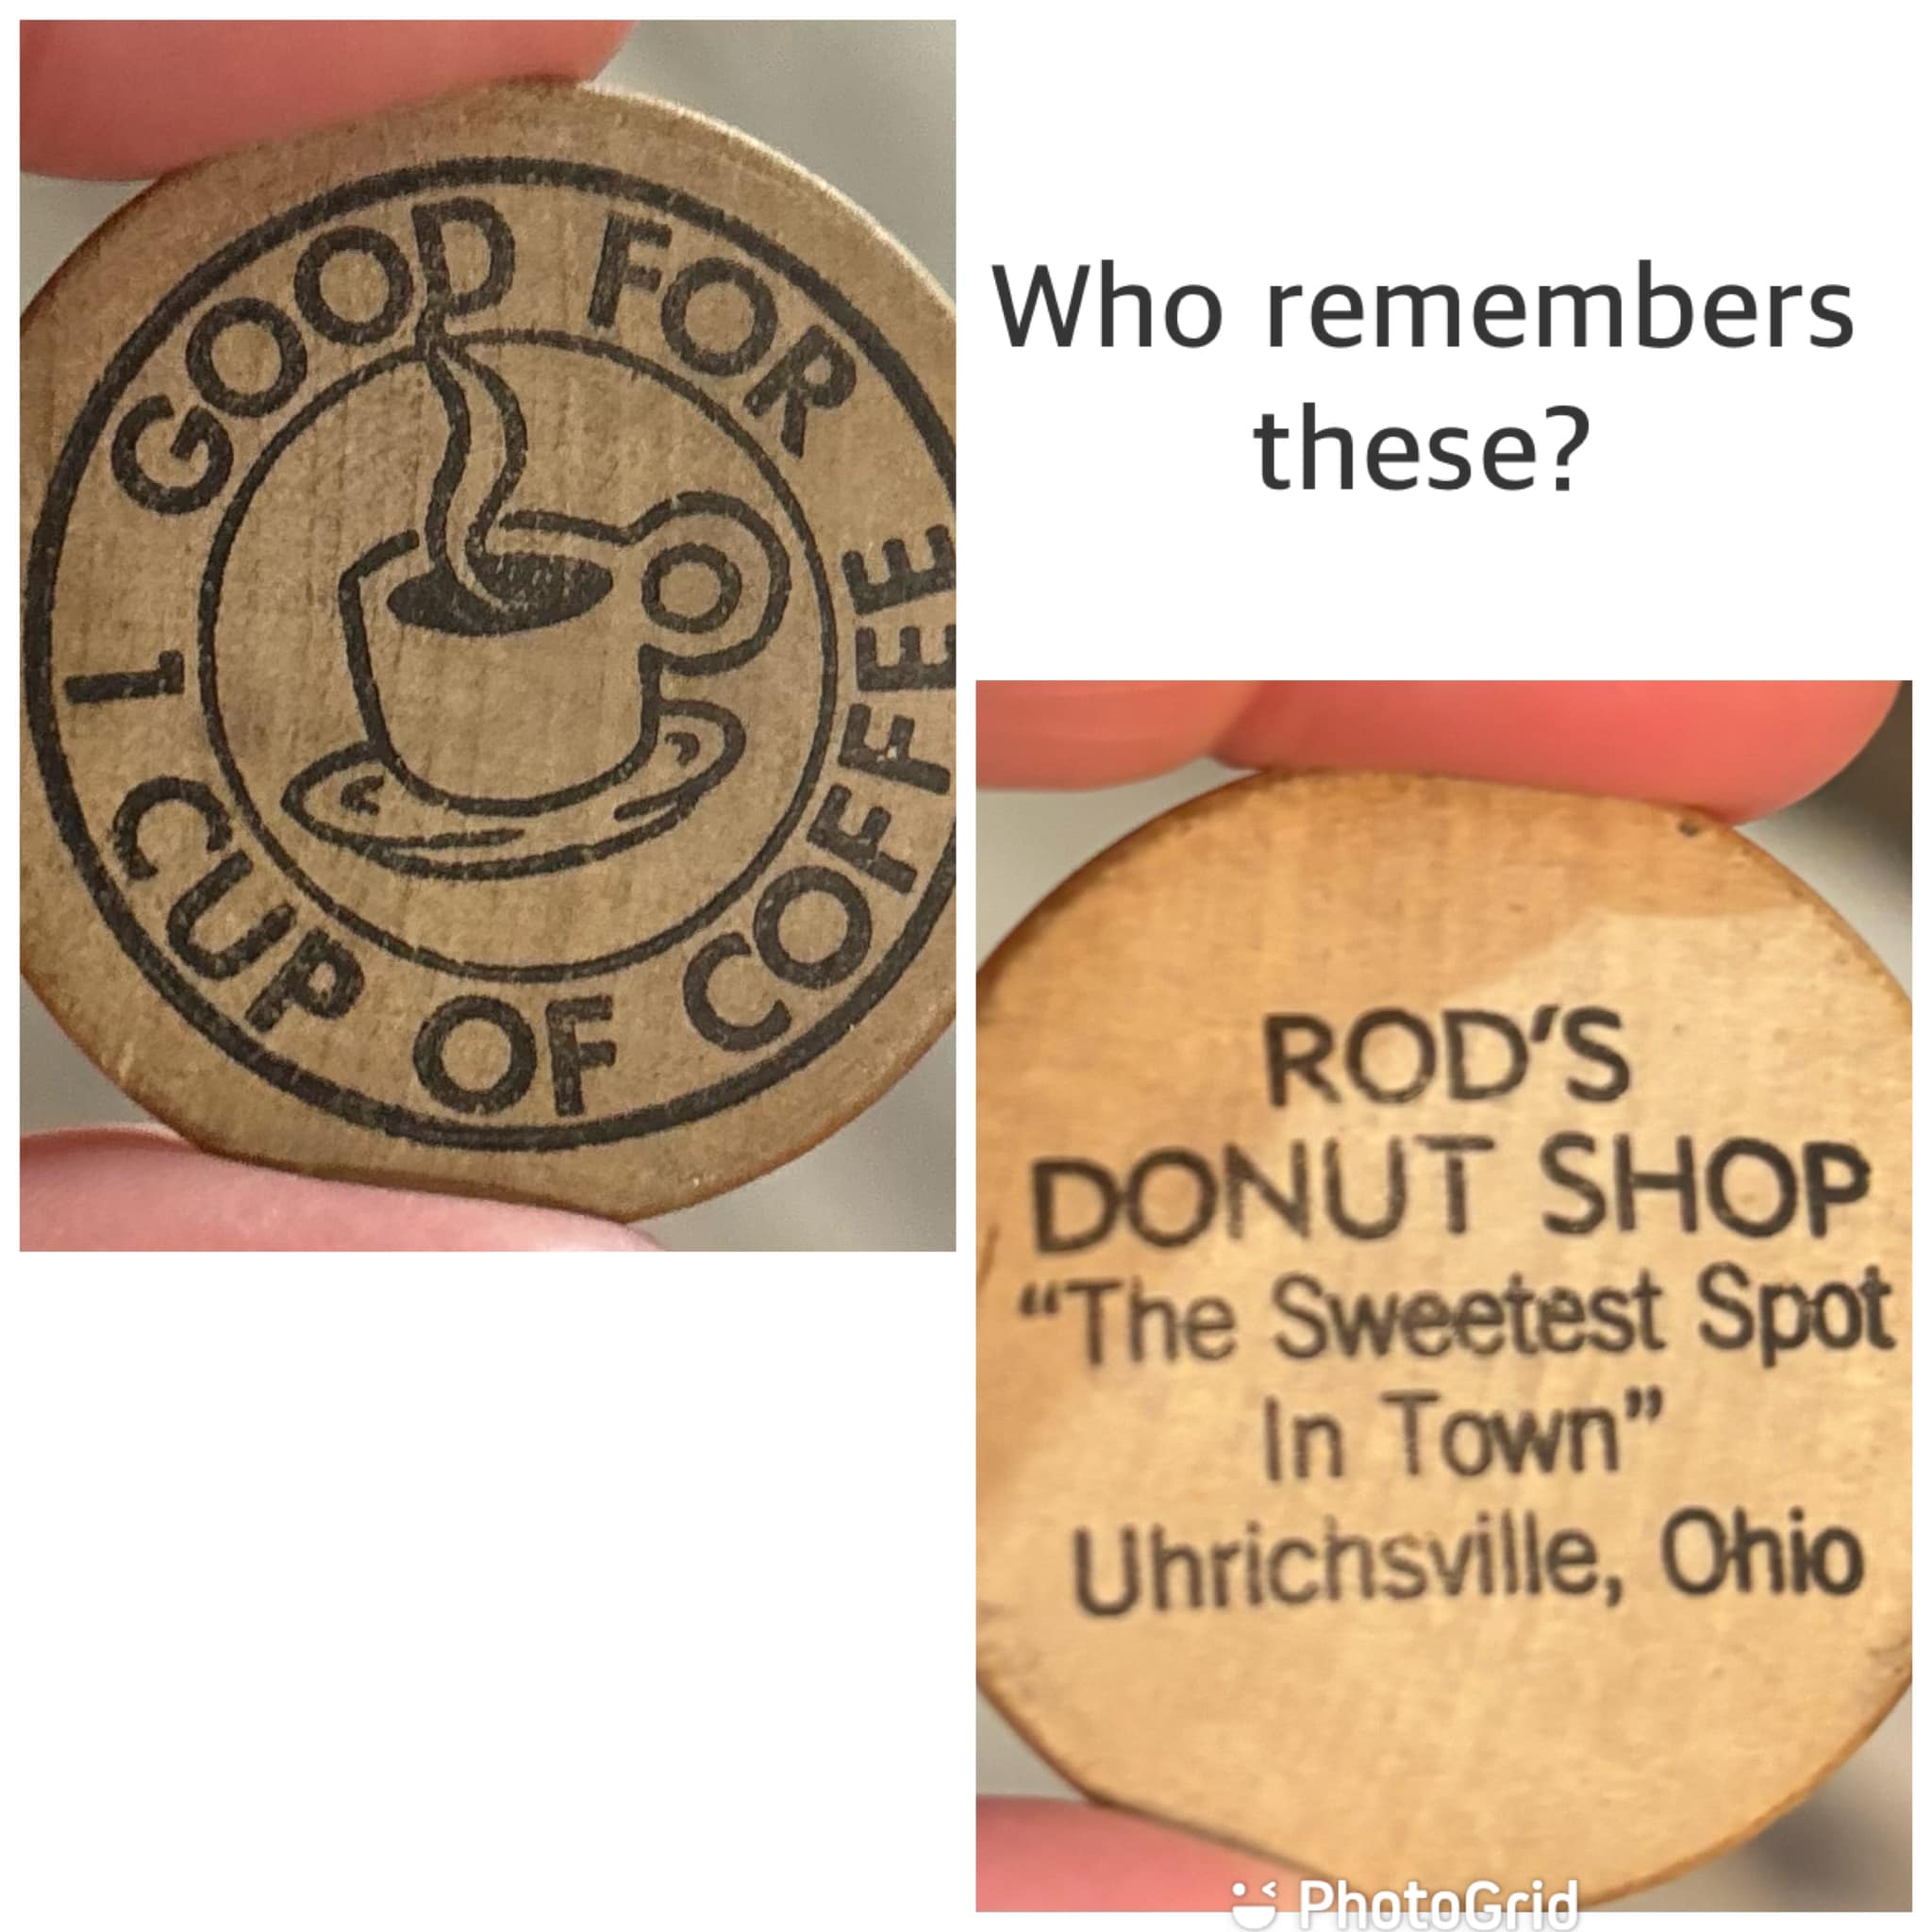 GOOD FOR
1 CUP OF COFFEE
Who remembers
these?
ROD'S
DONUT SHOP
“The Sweetest Spot
In Town”
Uhrichsville, Ohio
PhotoGrid